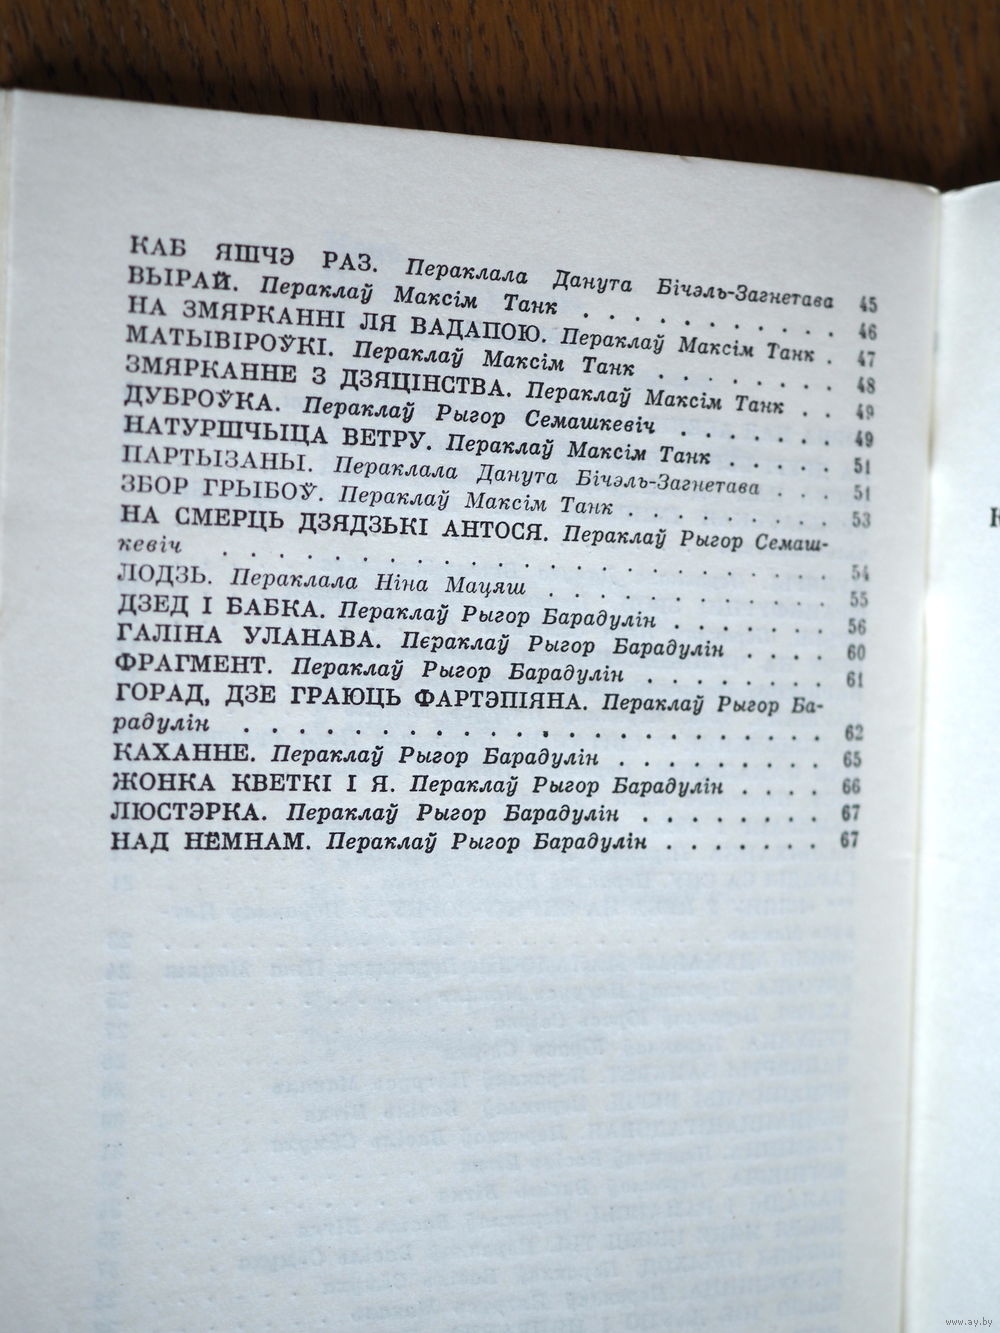 КАБ ЯШЧЭ РАЗ. Пераклала Данута Бічэль-Загнетава 45
ВЫРАЙ. Пераклаў Максім Танк . . . . . . . . . . 46
НА ЗМЯРКАННІ ЛЯ ВАДАПОЮ. Пераклаў Максім Танк . 47
МАТЫВІРОЎКІ. Пераклаў Максім Танк . . . . . . . . 48
ЗМЯРКАННЕ З ДЗЯЦІНСТВА. Пераклаў Максім Танк . . 49
ДУБРОЎКА. Пераклаў Рыгор Семашкевіч . . . . . . . 49
НАТУРШЧЫЦА ВЕТРУ. Пераклаў Максім Танк . . . . . 51
ПАРТЫЗАНЫ. Пераклала Данута Бічэль-Загнетава . . . 51
ЗБОР ГРЫБОЎ. Пераклаў Максім Танк . . . . . . . . 53
НА СМЕРЦЬ ДЗЯДЗЬКІ АНТОСЯ. Пераклаў Рыгор Семаш-
кевіч . . . . . . . . . . . . . . . . . . . . . . 54
ЛОДЗЬ. Пераклала Ніна Мацяш . . . . . . . . . . . 55
ДЗЕД І БАБКА. Пераклаў Рыгор Барадулін . . . . . . . 56
ГАЛІНА УЛАНАВА. Пераклаў Рыгор Барадулін . . . . 60
ФРАГМЕНТ. Пераклаў Рыгор Барадулін . . . . . . . 61
ГОРАД, ДЗЕ ГРАЮЦЬ ФАРТЭПІЯНА. Пераклаў Рыгор Ба-
радулін . . . . . . . . . . . . . . . . . . . . . . 62
КАХАННЕ. Пераклаў Рыгор Барадулін . . . . . . . . 65
ЖОНКА КВЕТКІ І Я. Пераклаў Рыгор Барадулін . . . . 66
ЛЮСТЭРКА. Пераклаў Рыгор Барадулін . . . . . . . . 67
НАД НЁМНАМ. Пераклаў Рыгор Барадулін . . . . . . . 67
www.ay.by